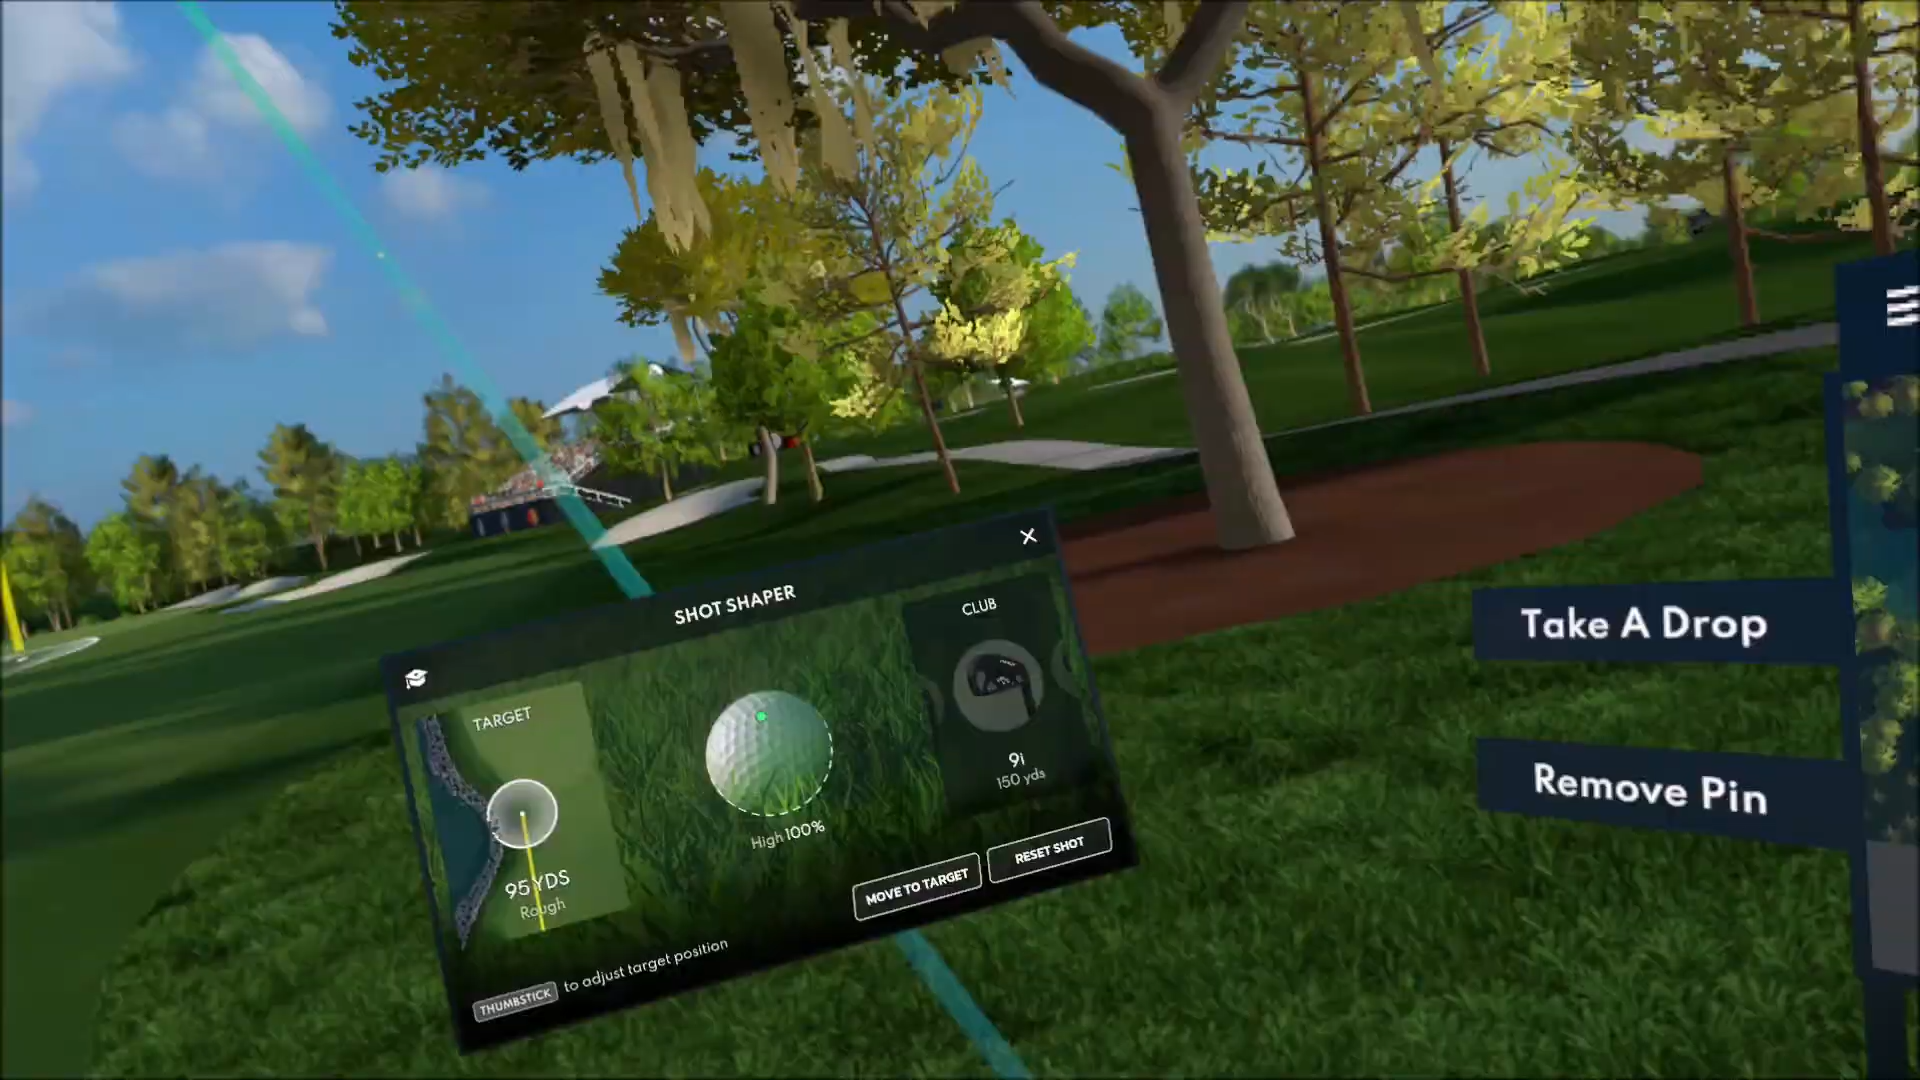 SHOT SHAPER
TARGET
95 YDS
Rough
High 100%
CLUB
9i
150 yds
MOVE TO TARGET
RESET SHOT
THUMBSTICK to adjust target position
Take A Drop
Remove Pin